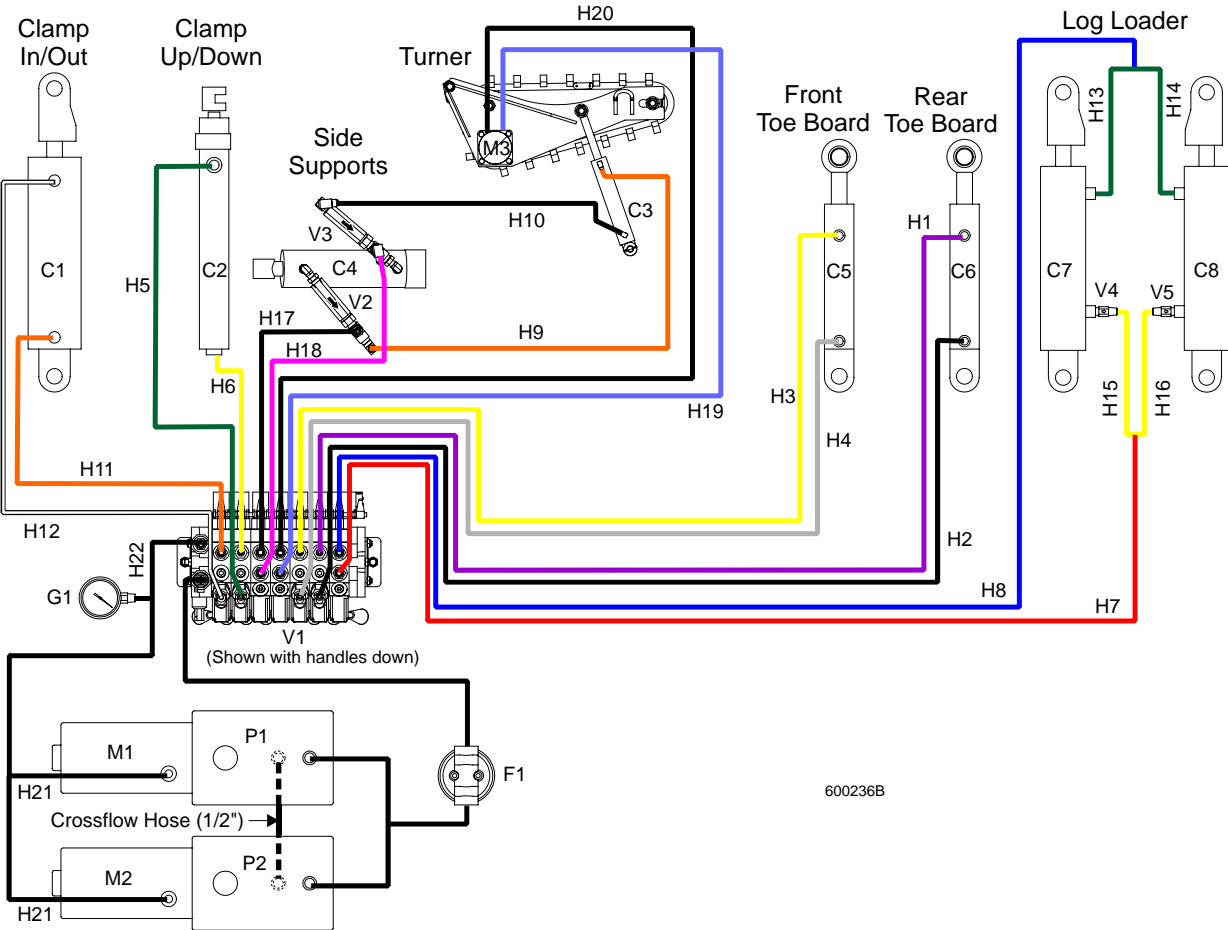 H20
Clamp
In/Out
Clamp
Up/Down
Turner
Log Loader
Side
Supports
Front
Toe Board
Rear
Toe Board
H13
H14
M3
C3
H10
V3
C4
V2
C1
H5
C2
H1
C5
C6
C7
C8
V4
V5
H17
H18
H9
H6
H19
H3
H4
H15
H16
H11
H12
H22
H2
G1
H8
H7
V1
(Shown with handles down)
M1
P1
H21
F1
600236B
Crossflow Hose (1/2")
M2
P2
H21